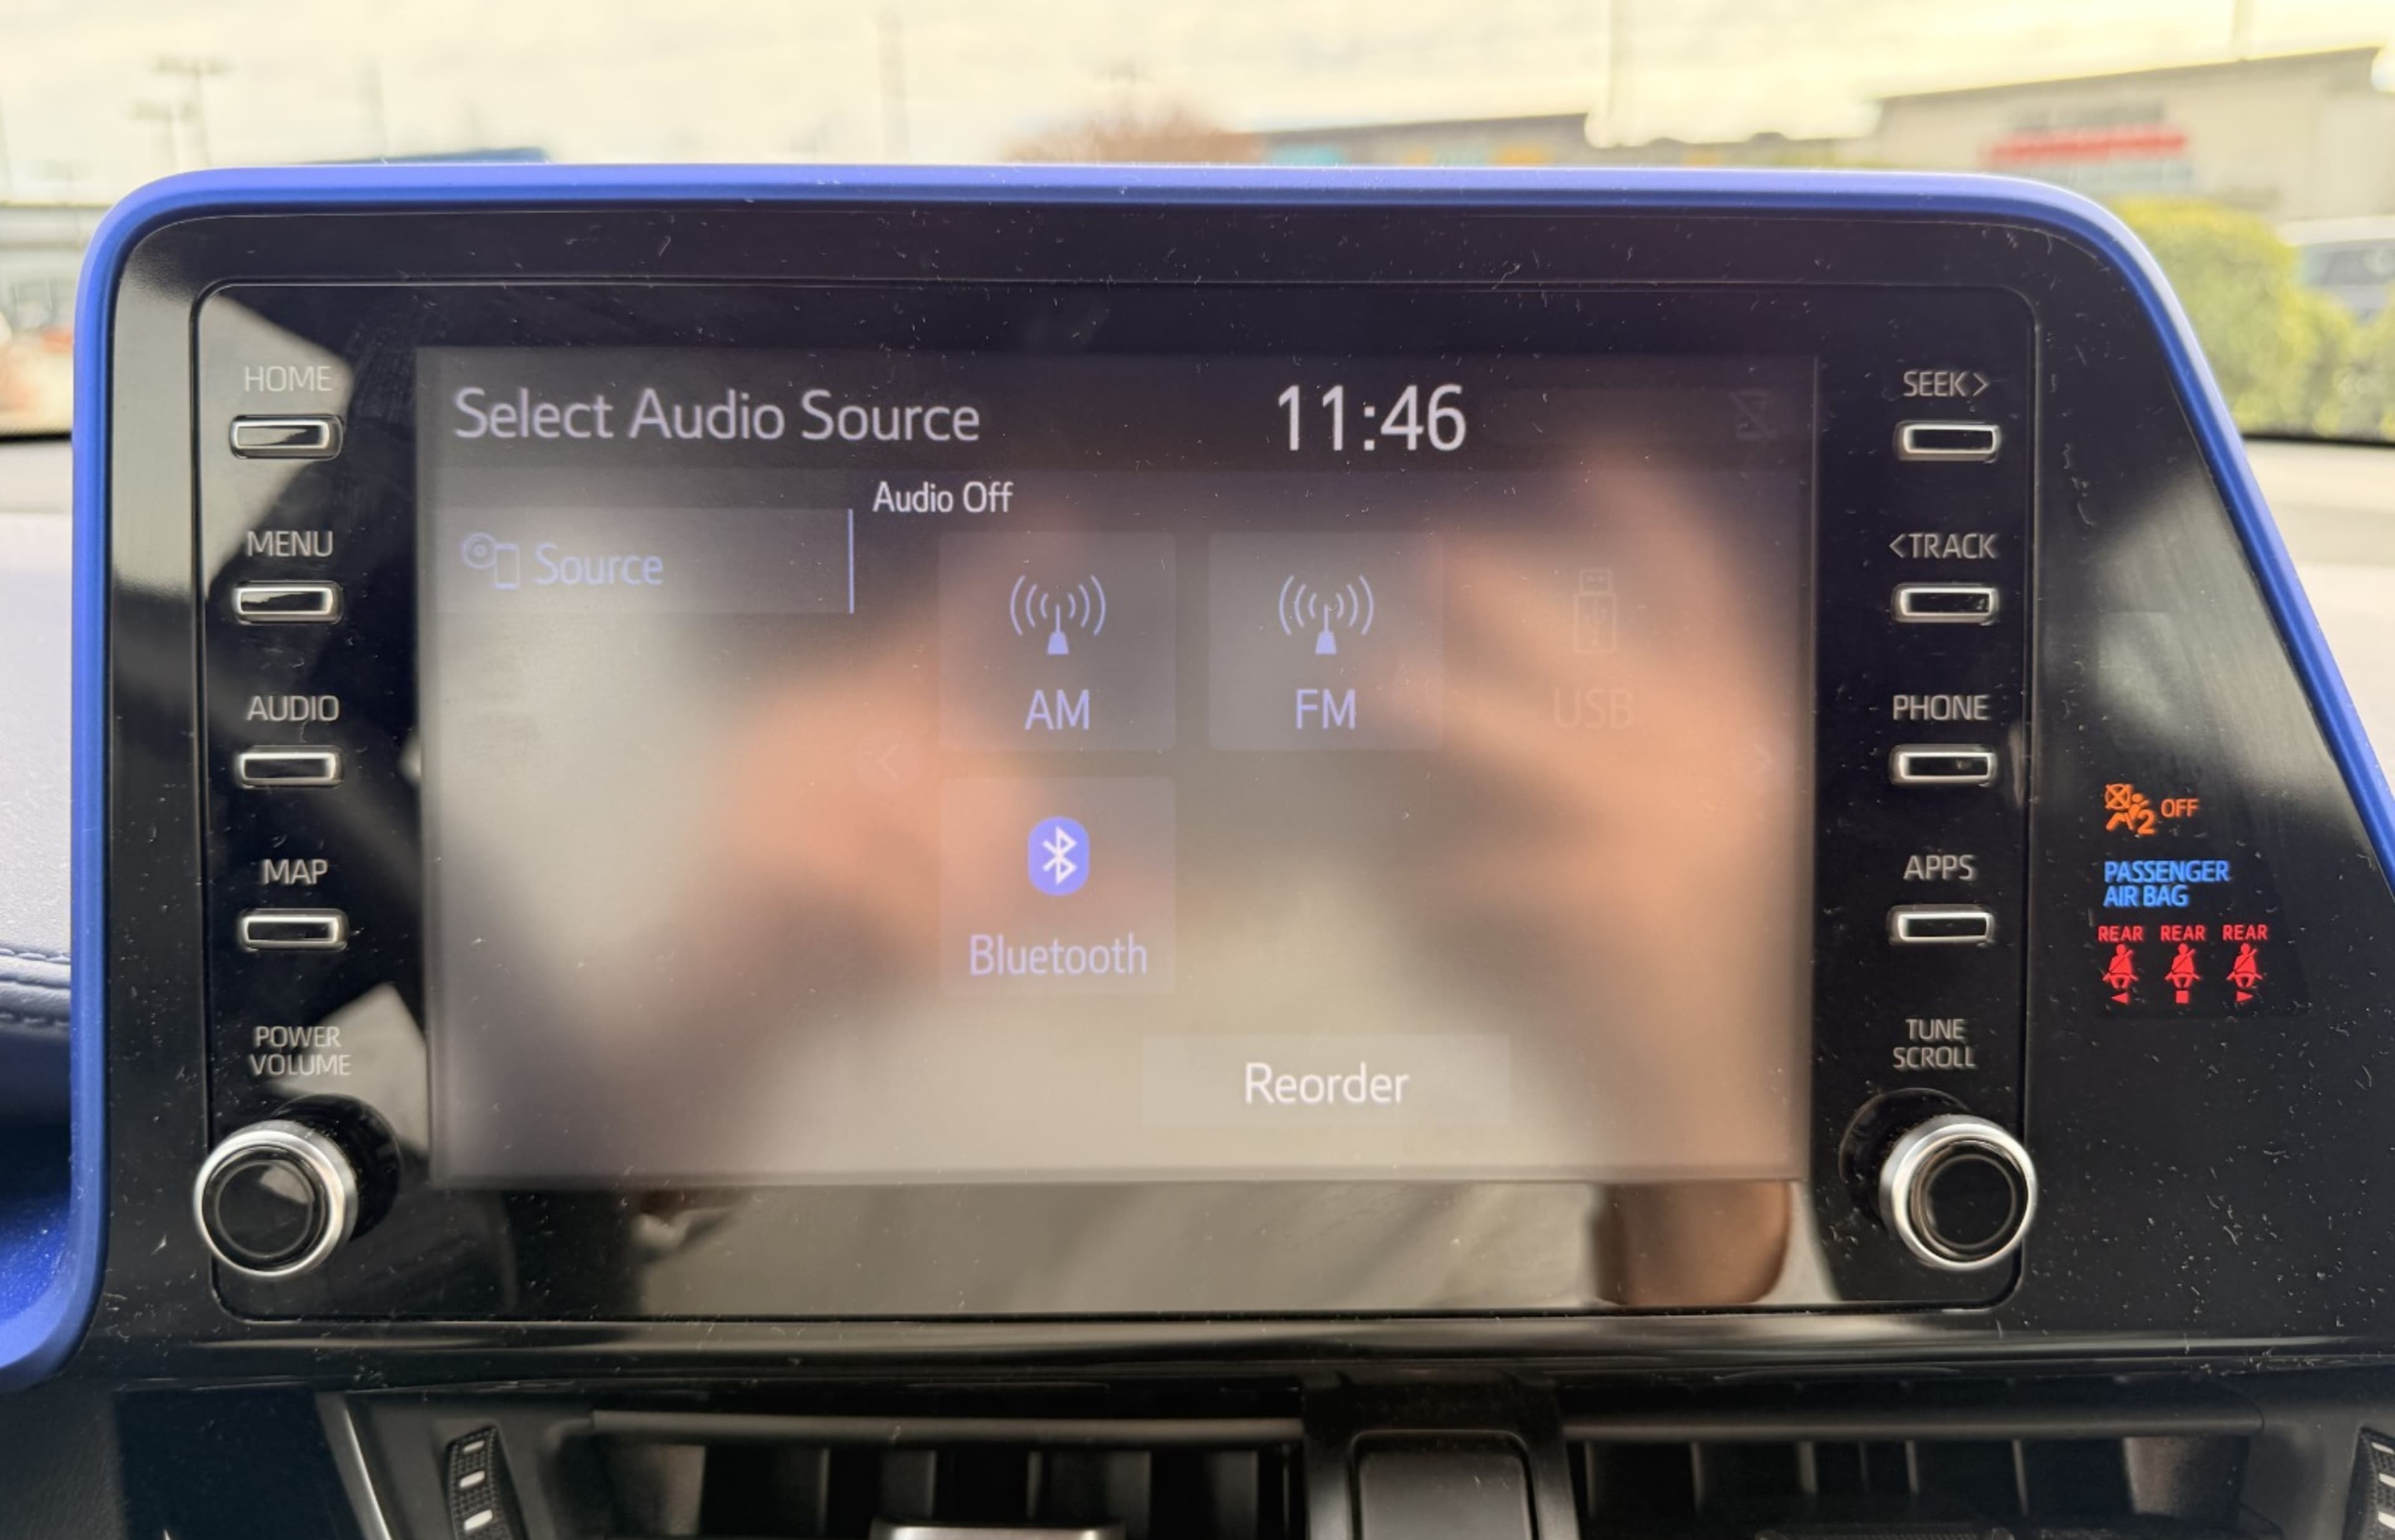 HOME
MENU
AUDIO
MAP
POWER
VOLUME
Select Audio Source
11:46
Audio Off
Source
AM
FM
USB
Bluetooth
Reorder
SEEK>
<TRACK
PHONE
APPS
TUNE
SCROLL
2 OFF
PASSENGER
AIR BAG
REAR REAR REAR